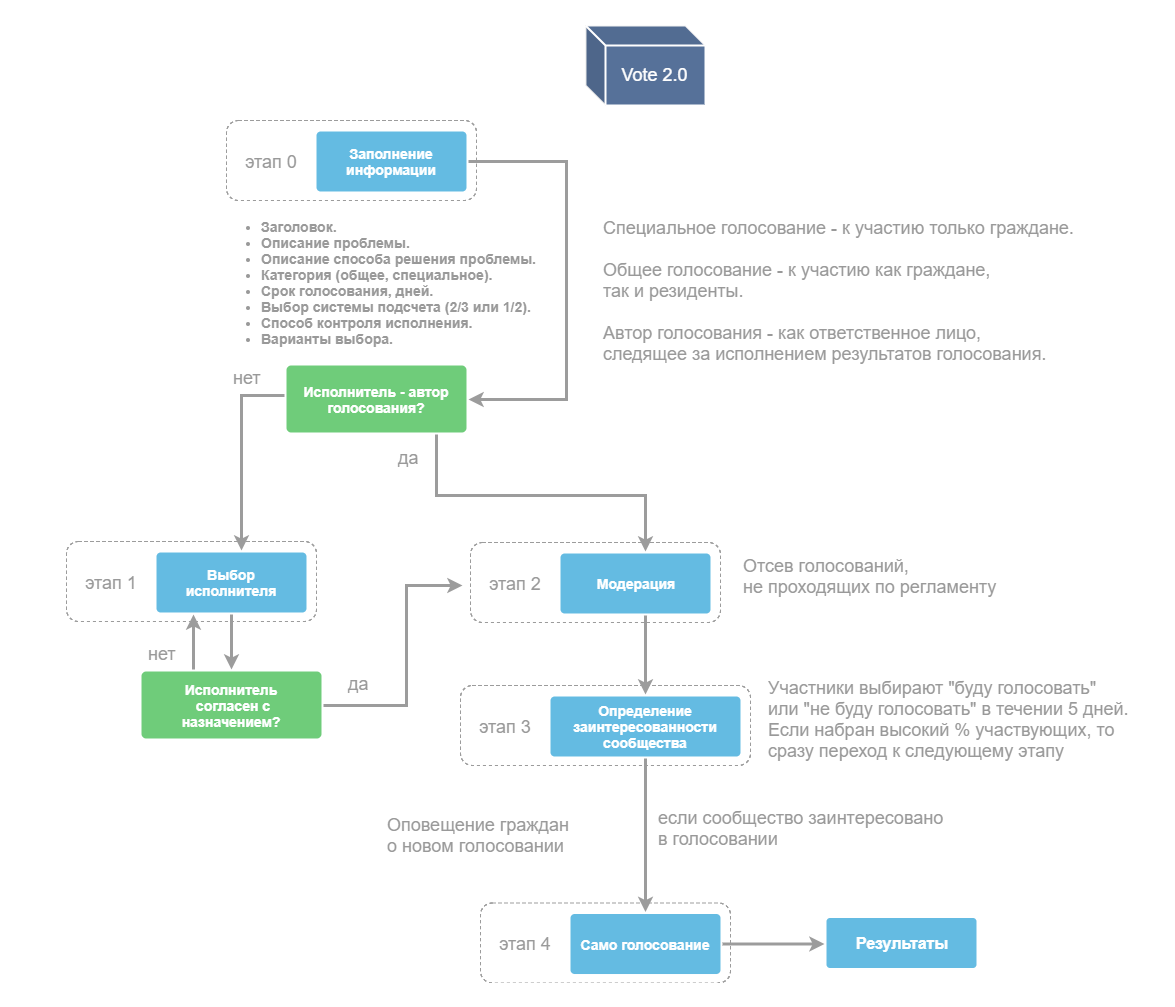 Vote 2.0
этап 0
Заполнение
информации
• Заголовок.
• Описание проблемы.
• Описание способа решения проблемы.
• Категория (общее, специальное).
• Срок голосования, дней.
• Выбор системы подсчета (2/3 или 1/2).
• Способ контроля исполнения.
• Варианты выбора.
Специальное голосование - к участию только граждане.
Общее голосование - к участию как граждане,
так и резиденты.
Автор голосования - как ответственное лицо,
следящее за исполнением результатов голосования.
нет
Исполнитель - автор
голосования?
да
этап 1
Выбор
исполнителя
нет
Исполнитель
согласен с
назначением?
да
этап 2
Модерация
Отсев голосований,
не проходящих по регламенту
этап 3
Определение
заинтересованности
сообщества
Участники выбирают "буду голосовать"
или "не буду голосовать" в течении 5 дней.
Если набран высокий % участвующих, то
сразу переход к следующему этапу
Оповещение граждан
о новом голосовании
если сообщество заинтересовано
в голосовании
этап 4
Само голосование
Результаты